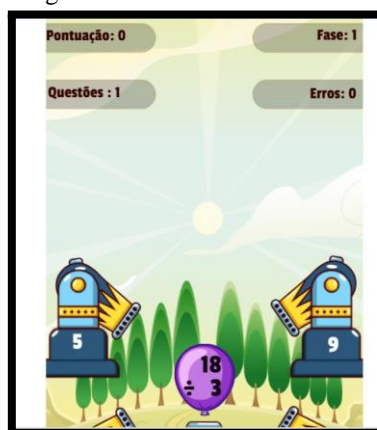 Pontuação: 0
Fase: 1
Questões : 1
Erros: 0
5
9
18
÷ 3